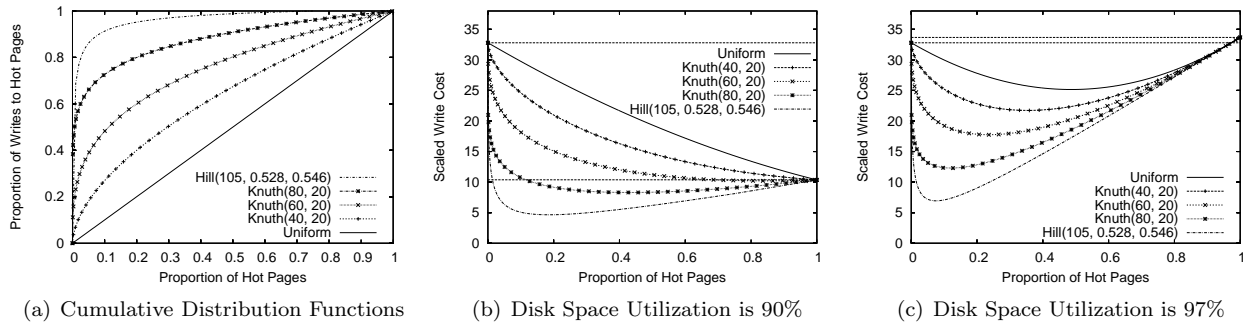 Proportion of Writes to Hot Pages
1
0.8
0.6
0.4
0.2
0
Hill(105, 0.528, 0.546)
Knuth(80, 20)
Knuth(60, 20)
Knuth(40, 20)
Uniform
0 0.1 0.2 0.3 0.4 0.5 0.6 0.7 0.8 0.9 1
Proportion of Hot Pages
(a) Cumulative Distribution Functions
Scaled Write Cost
35
30
25
20
15
10
5
0
Uniform
Knuth(40, 20)
Knuth(60, 20)
Knuth(80, 20)
Hill(105, 0.528, 0.546)
0 0.2 0.4 0.6 0.8 1
Proportion of Hot Pages
(b) Disk Space Utilization is 90%
Scaled Write Cost
35
30
25
20
15
10
5
0
Uniform
Knuth(40, 20)
Knuth(60, 20)
Knuth(80, 20)
Hill(105, 0.528, 0.546)
0 0.2 0.4 0.6 0.8 1
Proportion of Hot Pages
(c) Disk Space Utilization is 97%